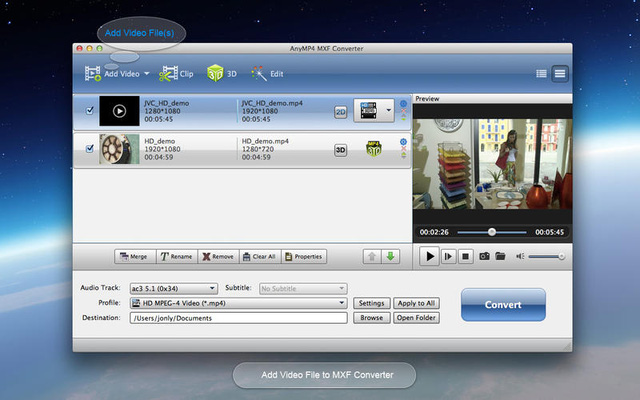 Add Video File(s)
AnyMP4 MXF Converter
Add Video
Clip
3D
3D
Edit
JVC_HD_demo
1280*1080
00:05:45
JVC_HD_demo.mp4
1920*1080
00:05:45
2D
HD_demo
1920*1080
00:04:59
HD_demo.mp4
1280*720
00:04:59
3D
MP4
3D
Preview
00:02:26
00:05:45
Merge
Rename
Remove
Clear All
Properties
Audio Track:
ac3 5.1 (0x34)
Subtitle:
No Subtitle
Profile:
HD MPEG-4 Video (*.mp4)
Settings
Apply to All
Destination:
/Users/jonly/Documents
Browse
Open Folder
Convert
Add Video File to MXF Converter